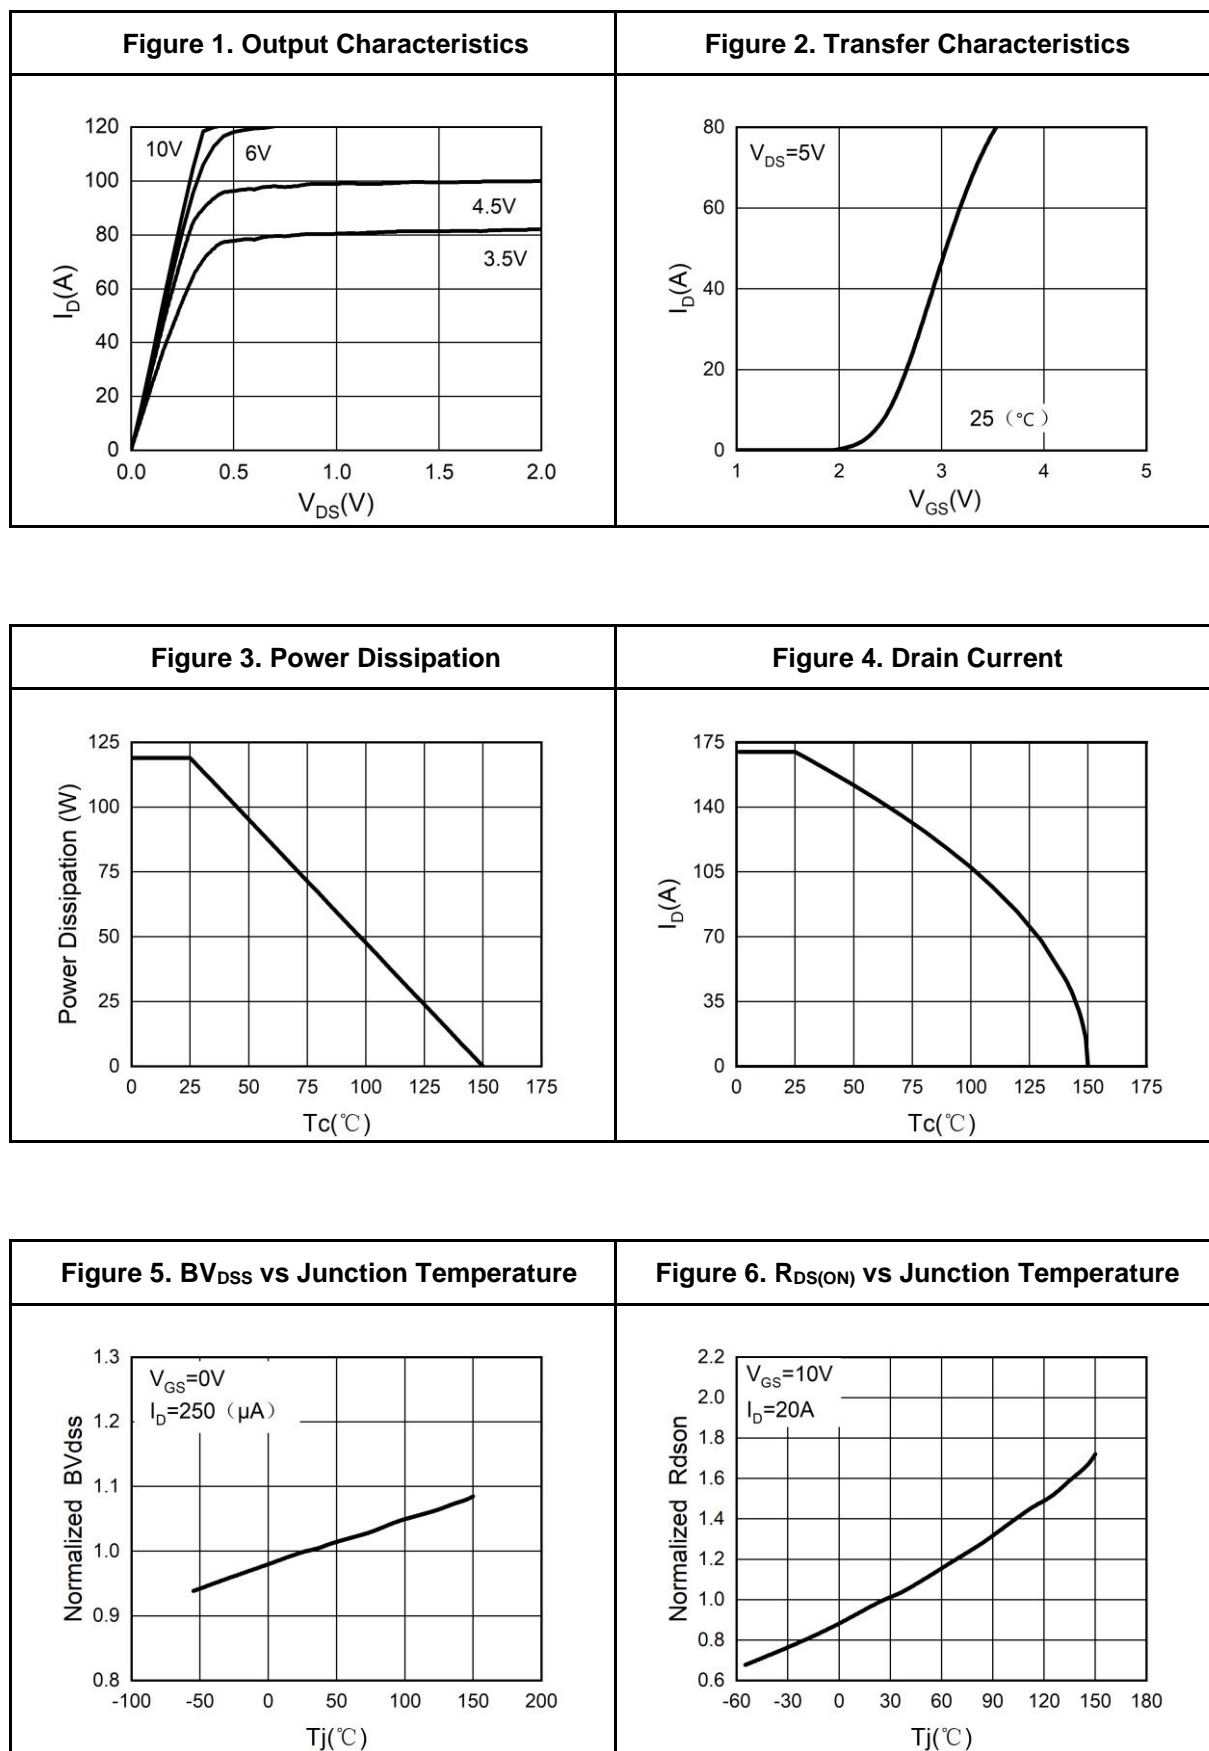 Figure 1. Output Characteristics
Figure 2. Transfer Characteristics
120
100
80
60
40
20
0
I_D(A)
10V
6V
4.5V
3.5V
0.0 0.5 1.0 1.5 2.0
V_DS(V)
80
60
40
20
0
I_D(A)
V_DS=5V
25（℃）
1 2 3 4 5
V_GS(V)
Figure 3. Power Dissipation
Figure 4. Drain Current
125
100
75
50
25
0
Power Dissipation (W)
0 25 50 75 100 125 150 175
Tc(℃)
175
140
105
70
35
0
I_D(A)
0 25 50 75 100 125 150 175
Tc(℃)
Figure 5. BV_DSS vs Junction Temperature
Figure 6. R_DS(ON) vs Junction Temperature
1.3
1.2
1.1
1.0
0.9
0.8
Normalized BVdss
V_GS=0V
I_D=250（μA）
-100 -50 0 50 100 150 200
Tj(℃)
2.2
2.0
1.8
1.6
1.4
1.2
1.0
0.8
0.6
Normalized Rdson
V_GS=10V
I_D=20A
-60 -30 0 30 60 90 120 150 180
Tj(℃)